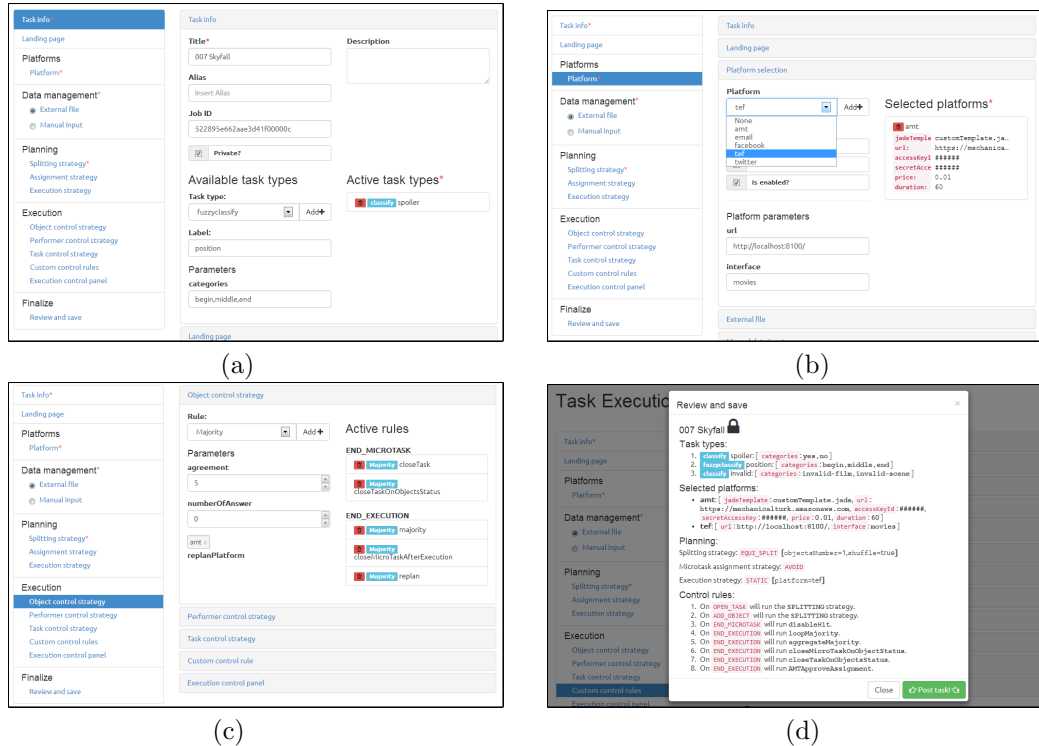 Task info*
Landing page
Platforms
Platform*
Data management*
External file
Manual input
Planning
Splitting strategy*
Assignment strategy
Execution strategy
Execution
Object control strategy
Performer control strategy
Task control strategy
Custom control rules
Execution control panel
Finalize
Review and save
Task info
Title*
007 Skyfall
Description
Alias
Insert Alias
Job ID
522895e662aae3d41f00000c
Private?
Available task types
Task type:
fuzzyclassify
Add+
Label:
position
Parameters
categories
begin,middle,end
Active task types*
classify spoiler
Landing page
(a)
Task info*
Landing page
Platforms
Platform*
Data management*
External file
Manual input
Planning
Splitting strategy*
Assignment strategy
Execution strategy
Execution
Object control strategy
Performer control strategy
Task control strategy
Custom control rules
Execution control panel
Finalize
Review and save
Task info
Landing page
Platform selection
Platform
tef
Add+
None
amt
email
facebook
tef
twitter
Is enabled?
Platform parameters
url
http://localhost:8100/
interface
movies
Selected platforms*
amt
jadeTempla customTemplate.ja…
url: https://mechanica…
accessKeyI ######
secretAcce ######
price: 0.01
duration: 60
External file
(b)
Task info*
Landing page
Platforms
Platform*
Data management*
External file
Manual input
Planning
Splitting strategy*
Assignment strategy
Execution strategy
Execution
Object control strategy
Performer control strategy
Task control strategy
Custom control rules
Execution control panel
Finalize
Review and save
Object control strategy
Rule:
Majority
Add +
Parameters
agreement
5
numberOfAnswer
0
amt ×
replanPlatform
Active rules
END_MICROTASK
Majority closeTask
Majority
closeTaskOnObjectsStatus
END_EXECUTION
Majority majority
Majority
closeMicroTaskAfterExecution
Majority replan
Performer control strategy
Task control strategy
Custom control rule
Execution control panel
(c)
Task Executio
Task info*
Landing page
Platforms
Platform*
Data management*
External file
Manual input
Planning
Splitting strategy*
Assignment strategy
Execution strategy
Execution
Object control strategy
Performer control strategy
Task control strategy
Custom control rules
Execution control panel
Review and save
×
007 Skyfall
Task types:
1. classify spoiler:[ categories:yes,no]
2. fuzzyclassify position:[ categories:begin,middle,end]
3. classify invalid:[ categories:invalid-film,invalid-scene]
Selected platforms:
• amt:[ jadeTemplate:customTemplate.jade, url:
https://mechanicalturk.amazonaws.com, accessKeyId:######,
secretAccessKey:######, price:0.01, duration:60]
• tef:[ url:http://localhost:8100/, interface:movies]
Planning:
Splitting strategy: EQUI_SPLIT [objectsNumber=1,shuffle=true]
Microtask assignment strategy: AVOID
Execution strategy: STATIC [platform=tef]
Control rules:
1. On OPEN_TASK will run the SPLITTING strategy.
2. On ADD_OBJECT will run the SPLITTING strategy.
3. On END_MICROTASK will run disableHit.
4. On END_EXECUTION will run loopMajority.
5. On END_EXECUTION will run aggregateMajority.
6. On END_EXECUTION will run closeMicroTaskOnObjectStatus.
7. On END_EXECUTION will run closeTaskOnObjectsStatus.
8. On END_EXECUTION will run AMTApproveAssignment.
Close
Post task!
(d)